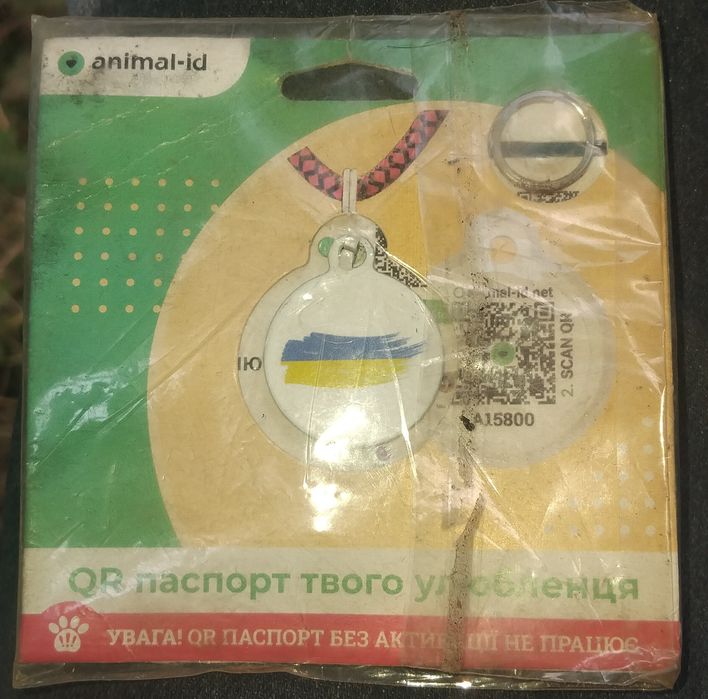 animal-id
animal-id.net
2. SCAN QR
A15800
Ю
QR паспорт твого улюбленця
УВАГА! QR ПАСПОРТ БЕЗ АКТИВАЦІЇ НЕ ПРАЦЮЄ